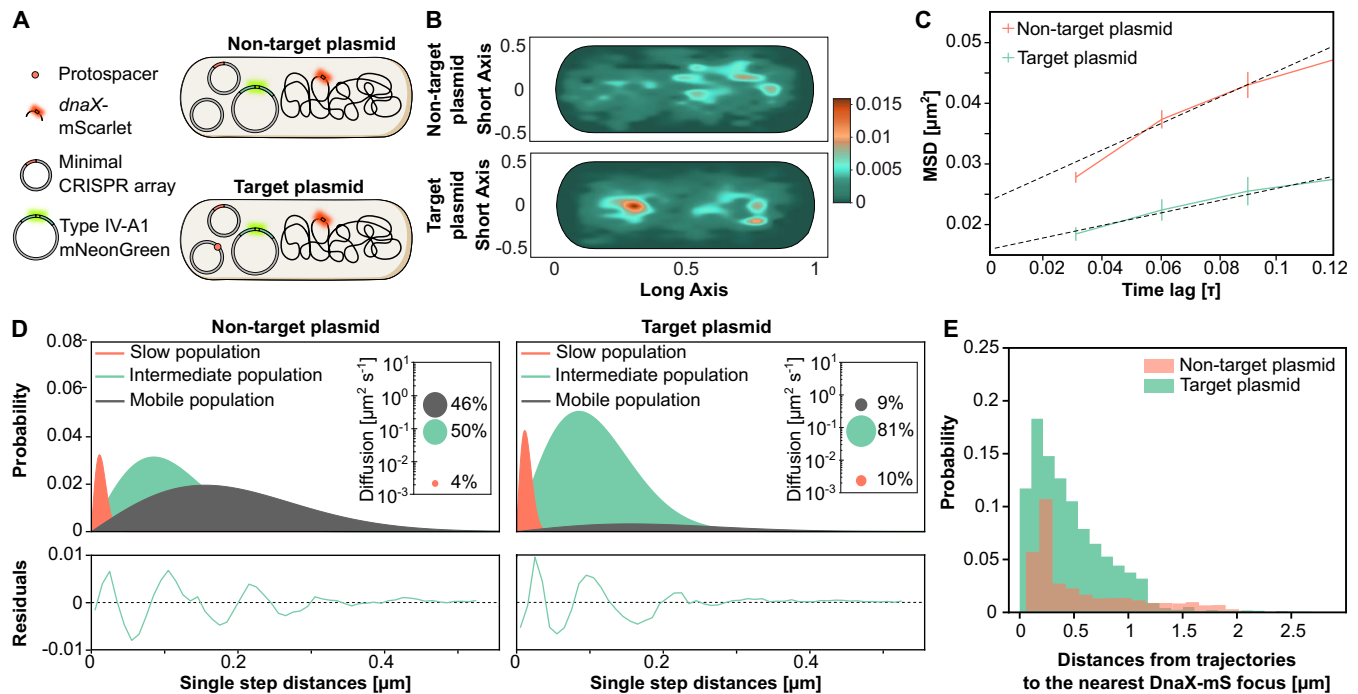 A
Non-target plasmid
Protospacer
dnaX-
mScarlet
Minimal
CRISPR array
Target plasmid
Type IV-A1
mNeonGreen
B
Non-target
plasmid
Short Axis
0.5
0
-0.5
Target
plasmid
Short Axis
0.5
0
-0.5
0
0.5
1
Long Axis
0.015
0.01
0.005
0
C
Non-target plasmid
Target plasmid
MSD [µm²]
0.05
0.04
0.03
0.02
0
0.02
0.04
0.06
0.08
0.1
0.12
Time lag [τ]
D
Non-target plasmid
Slow population
Intermediate population
Mobile population
Probability
0.08
0.06
0.04
0.02
0
Diffusion [µm² s⁻¹]
10¹
10⁰
10⁻¹
10⁻²
10⁻³
46%
50%
4%
Target plasmid
Slow population
Intermediate population
Mobile population
Diffusion [µm² s⁻¹]
10¹
10⁰
10⁻¹
10⁻²
10⁻³
9%
81%
10%
Residuals
0.01
0
-0.01
0
0.2
0.4
Single step distances [µm]
0
0.2
0.4
Single step distances [µm]
E
Non-target plasmid
Target plasmid
Probability
0.25
0.2
0.15
0.1
0.05
0
0
0.5
1
1.5
2
2.5
Distances from trajectories
to the nearest DnaX-mS focus [µm]